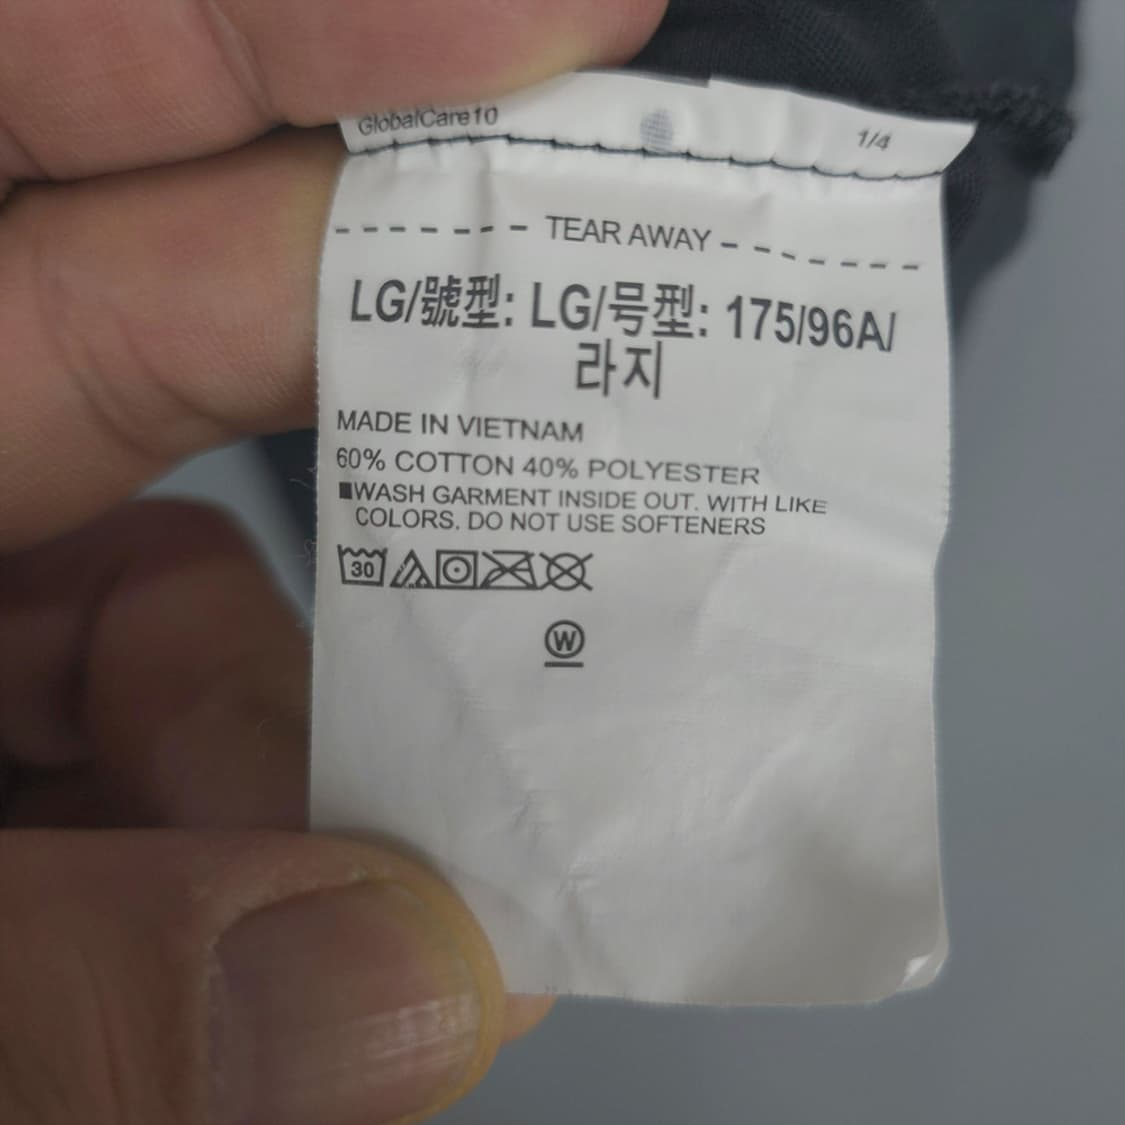 GlobalCare10
1/4
TEAR AWAY
LG/號型: LG/号型: 175/96A/
라지
MADE IN VIETNAM
60% COTTON 40% POLYESTER
■WASH GARMENT INSIDE OUT. WITH LIKE
COLORS. DO NOT USE SOFTENERS
30
W